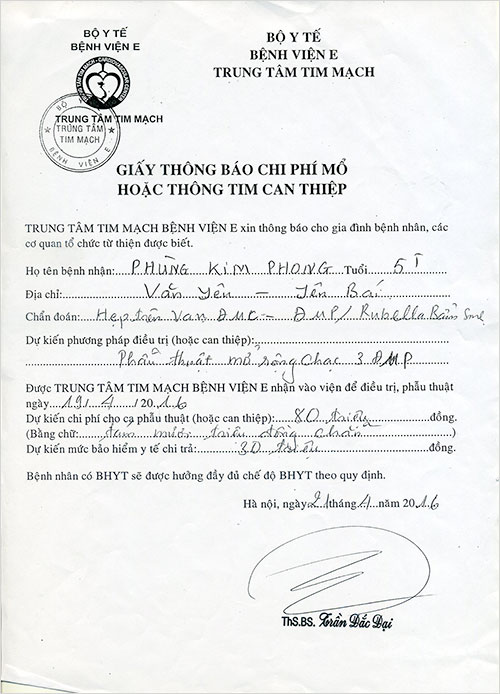 BỘ Y TẾ
BỆNH VIỆN E
TRUNG TÂM TIM MẠCH
BỘ Y TẾ
BỆNH VIỆN E
TRUNG TÂM TIM MẠCH
TRUNG TÂM
TIM MẠCH
BỆNH VIỆN E
GIẤY THÔNG BÁO CHI PHÍ MỔ
HOẶC THÔNG TIM CAN THIỆP
TRUNG TÂM TIM MẠCH BỆNH VIỆN E xin thông báo cho gia đình bệnh nhân, các
cơ quan tổ chức từ thiện được biết.
Họ tên bệnh nhân: PHÙNG KIM PHONG Tuổi 5T
Địa chỉ: Văn Yên – Yên Bái
Chẩn đoán: Hẹp trên Van ĐMC – ĐMP / Rubella Bẩm Sinh
Dự kiến phương pháp điều trị (hoặc can thiệp):
Phẫu thuật mở rộng chạc 3 ĐMP
Được TRUNG TÂM TIM MẠCH BỆNH VIỆN E nhận vào viện để điều trị, phẫu thuật
ngày 19/4/2016
Dự kiến chi phí cho ca phẫu thuật (hoặc can thiệp): 80 triệu đồng.
(Bằng chữ: tám mươi triệu đồng chẵn)
Dự kiến mức bảo hiểm y tế chi trả: 30 triệu đồng.
Bệnh nhân có BHYT sẽ được hưởng đầy đủ chế độ BHYT theo quy định.
Hà nội, ngày 21 tháng 4 năm 2016
ThS.BS. Trần Đắc Đại